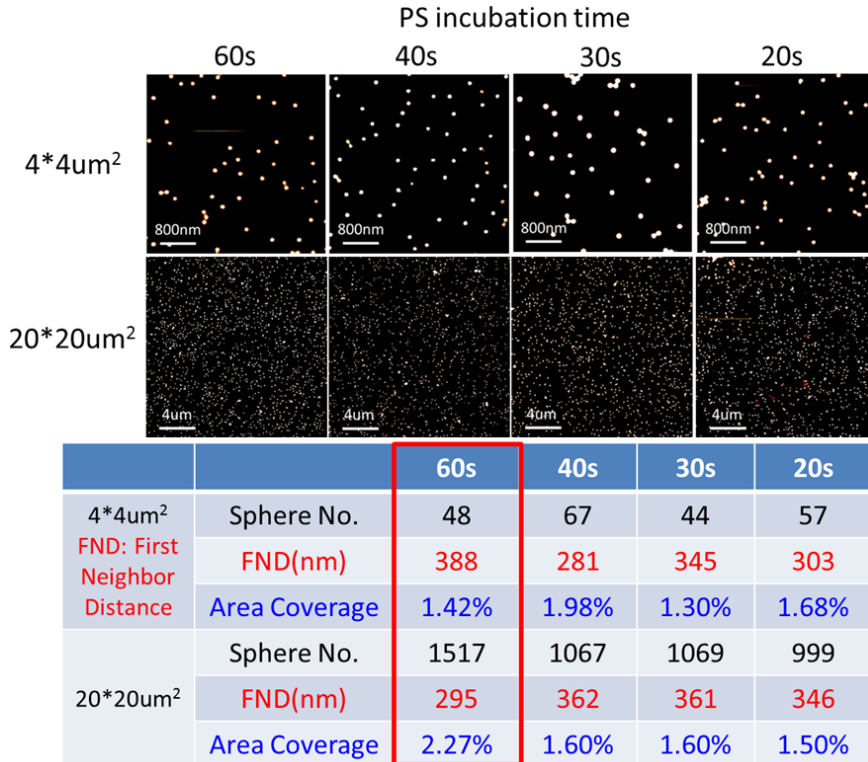 PS incubation time
60s 40s 30s 20s
4*4um²
800nm 800nm 800nm 800nm
20*20um²
4um 4um 4um 4um
60s 40s 30s 20s
4*4um²
FND: First
Neighbor
Distance
Sphere No. 48 67 44 57
FND(nm) 388 281 345 303
Area Coverage 1.42% 1.98% 1.30% 1.68%
20*20um²
Sphere No. 1517 1067 1069 999
FND(nm) 295 362 361 346
Area Coverage 2.27% 1.60% 1.60% 1.50%